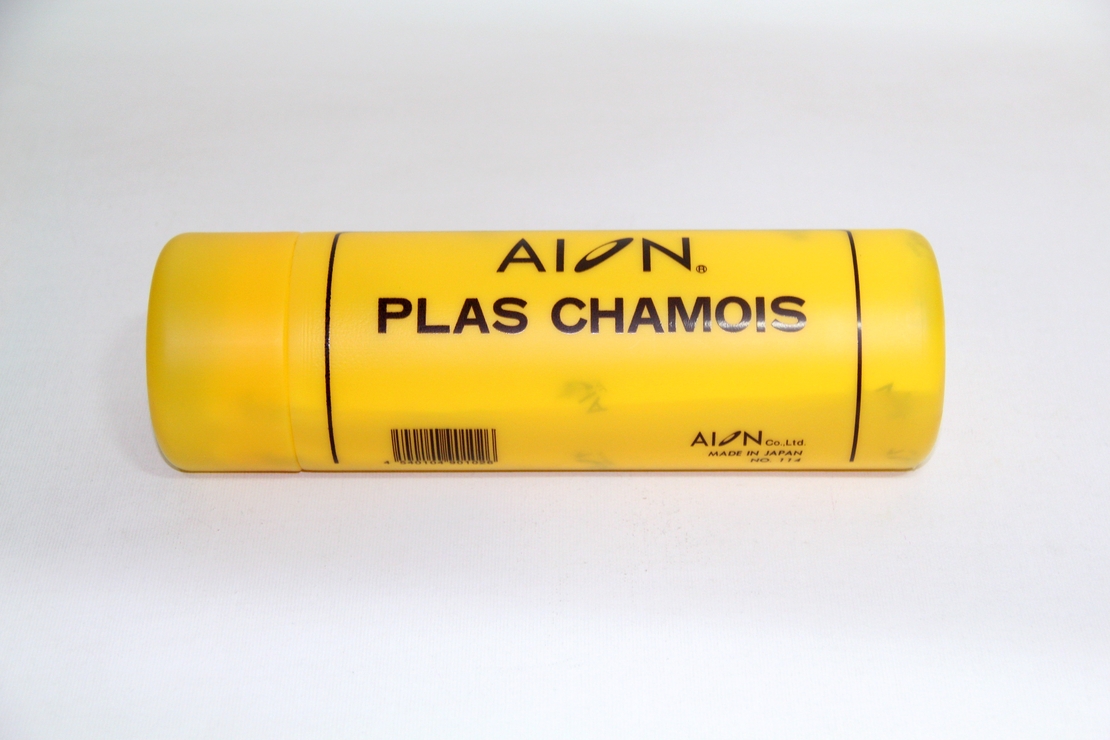 AION®
PLAS CHAMOIS
AION Co.,Ltd.
MADE IN JAPAN
NO. 114